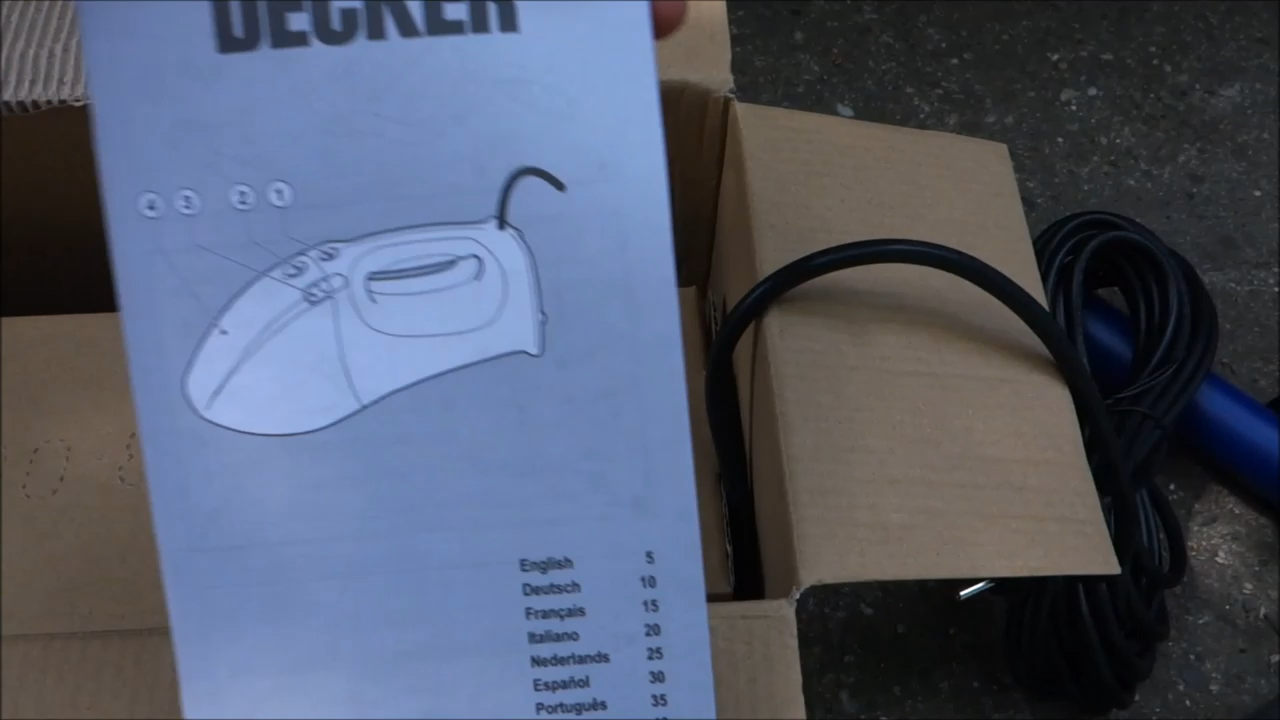 DECKER
4 3 2 1
English 5
Deutsch 10
Français 15
Italiano 20
Nederlands 25
Español 30
Português 35